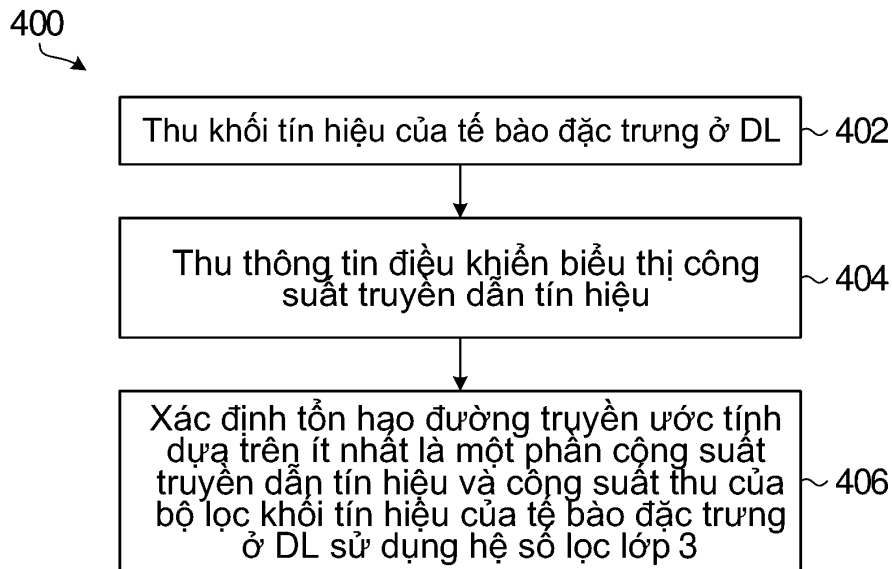 400
Thu khối tín hiệu của tế bào đặc trưng ở DL
402
Thu thông tin điều khiển biểu thị công
suất truyền dẫn tín hiệu
404
Xác định tổn hao đường truyền ước tính
dựa trên ít nhất là một phần công suất
truyền dẫn tín hiệu và công suất thu của
bộ lọc khối tín hiệu của tế bào đặc trưng
ở DL sử dụng hệ số lọc lớp 3
406